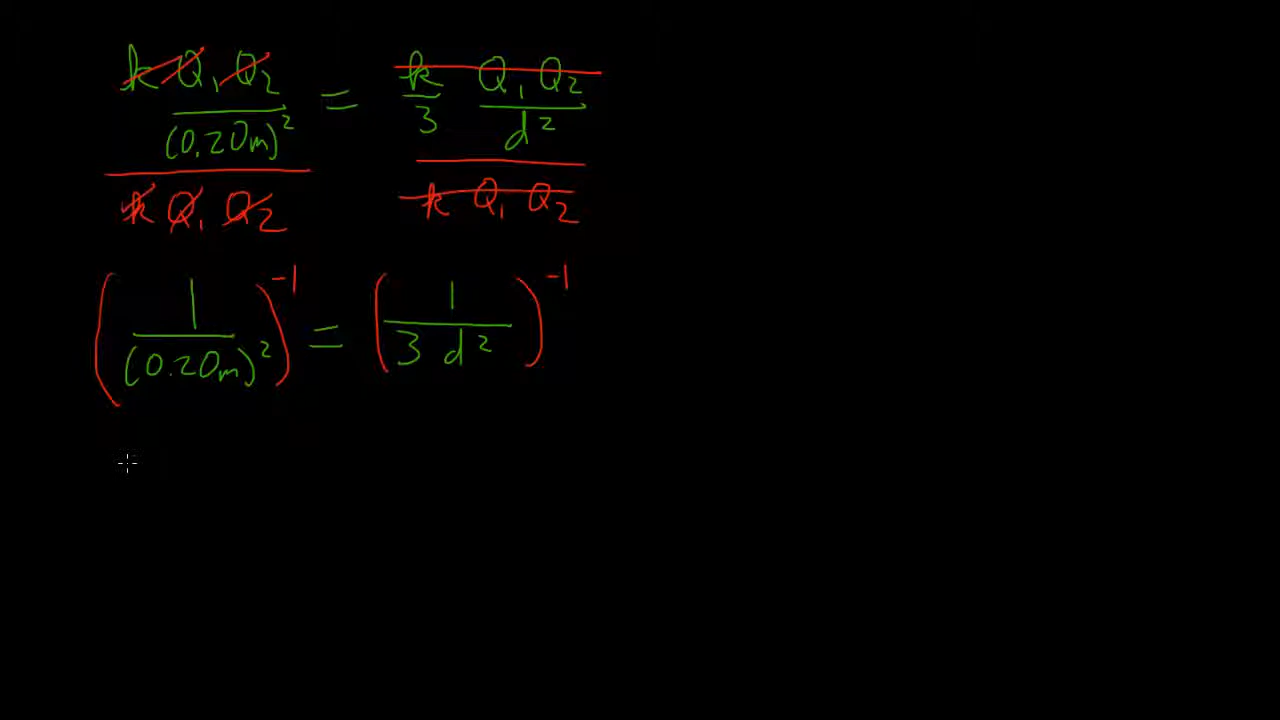 k Q₁ Q₂ = k Q₁ Q₂
(0.20m)² 3 d²
k Q₁ Q₂ k Q₁ Q₂
( 1 )⁻¹ = ( 1 )⁻¹
(0.20m)² 3 d²